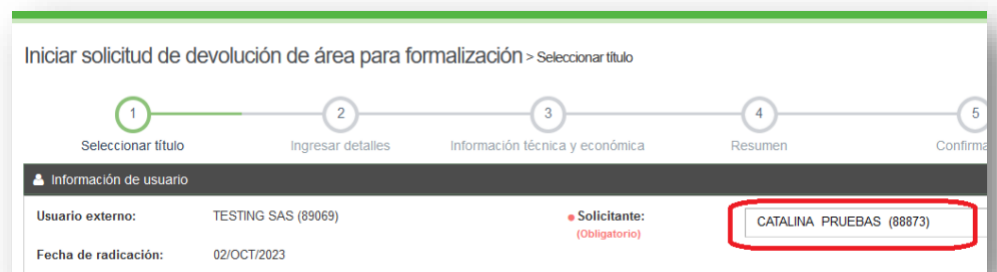 Iniciar solicitud de devolución de área para formalización > Seleccionar título
1 2 3 4 5
Seleccionar título Ingresar detalles Información técnica y económica Resumen Confirma
Información de usuario
Usuario externo: TESTING SAS (89069) Solicitante: CATALINA PRUEBAS (88873)
(Obligatorio)
Fecha de radicación: 02/OCT/2023